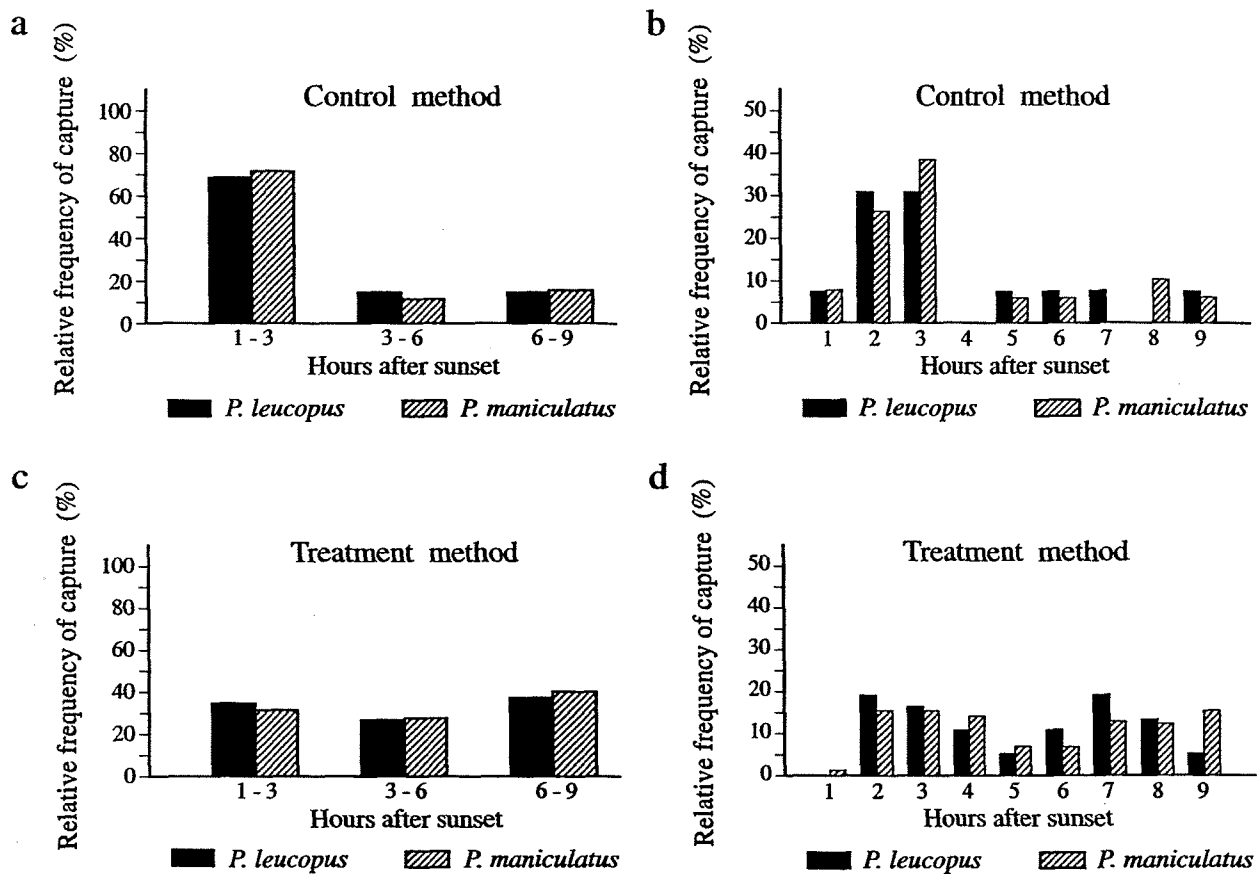 a
Relative frequency of capture (%)
Control method
100
80
60
40
20
0
1 - 3 3 - 6 6 - 9
Hours after sunset
P. leucopus P. maniculatus
b
Relative frequency of capture (%)
Control method
50
40
30
20
10
0
1 2 3 4 5 6 7 8 9
Hours after sunset
P. leucopus P. maniculatus
c
Relative frequency of capture (%)
Treatment method
100
80
60
40
20
0
1 - 3 3 - 6 6 - 9
Hours after sunset
P. leucopus P. maniculatus
d
Relative frequency of capture (%)
Treatment method
50
40
30
20
10
0
1 2 3 4 5 6 7 8 9
Hours after sunset
P. leucopus P. maniculatus